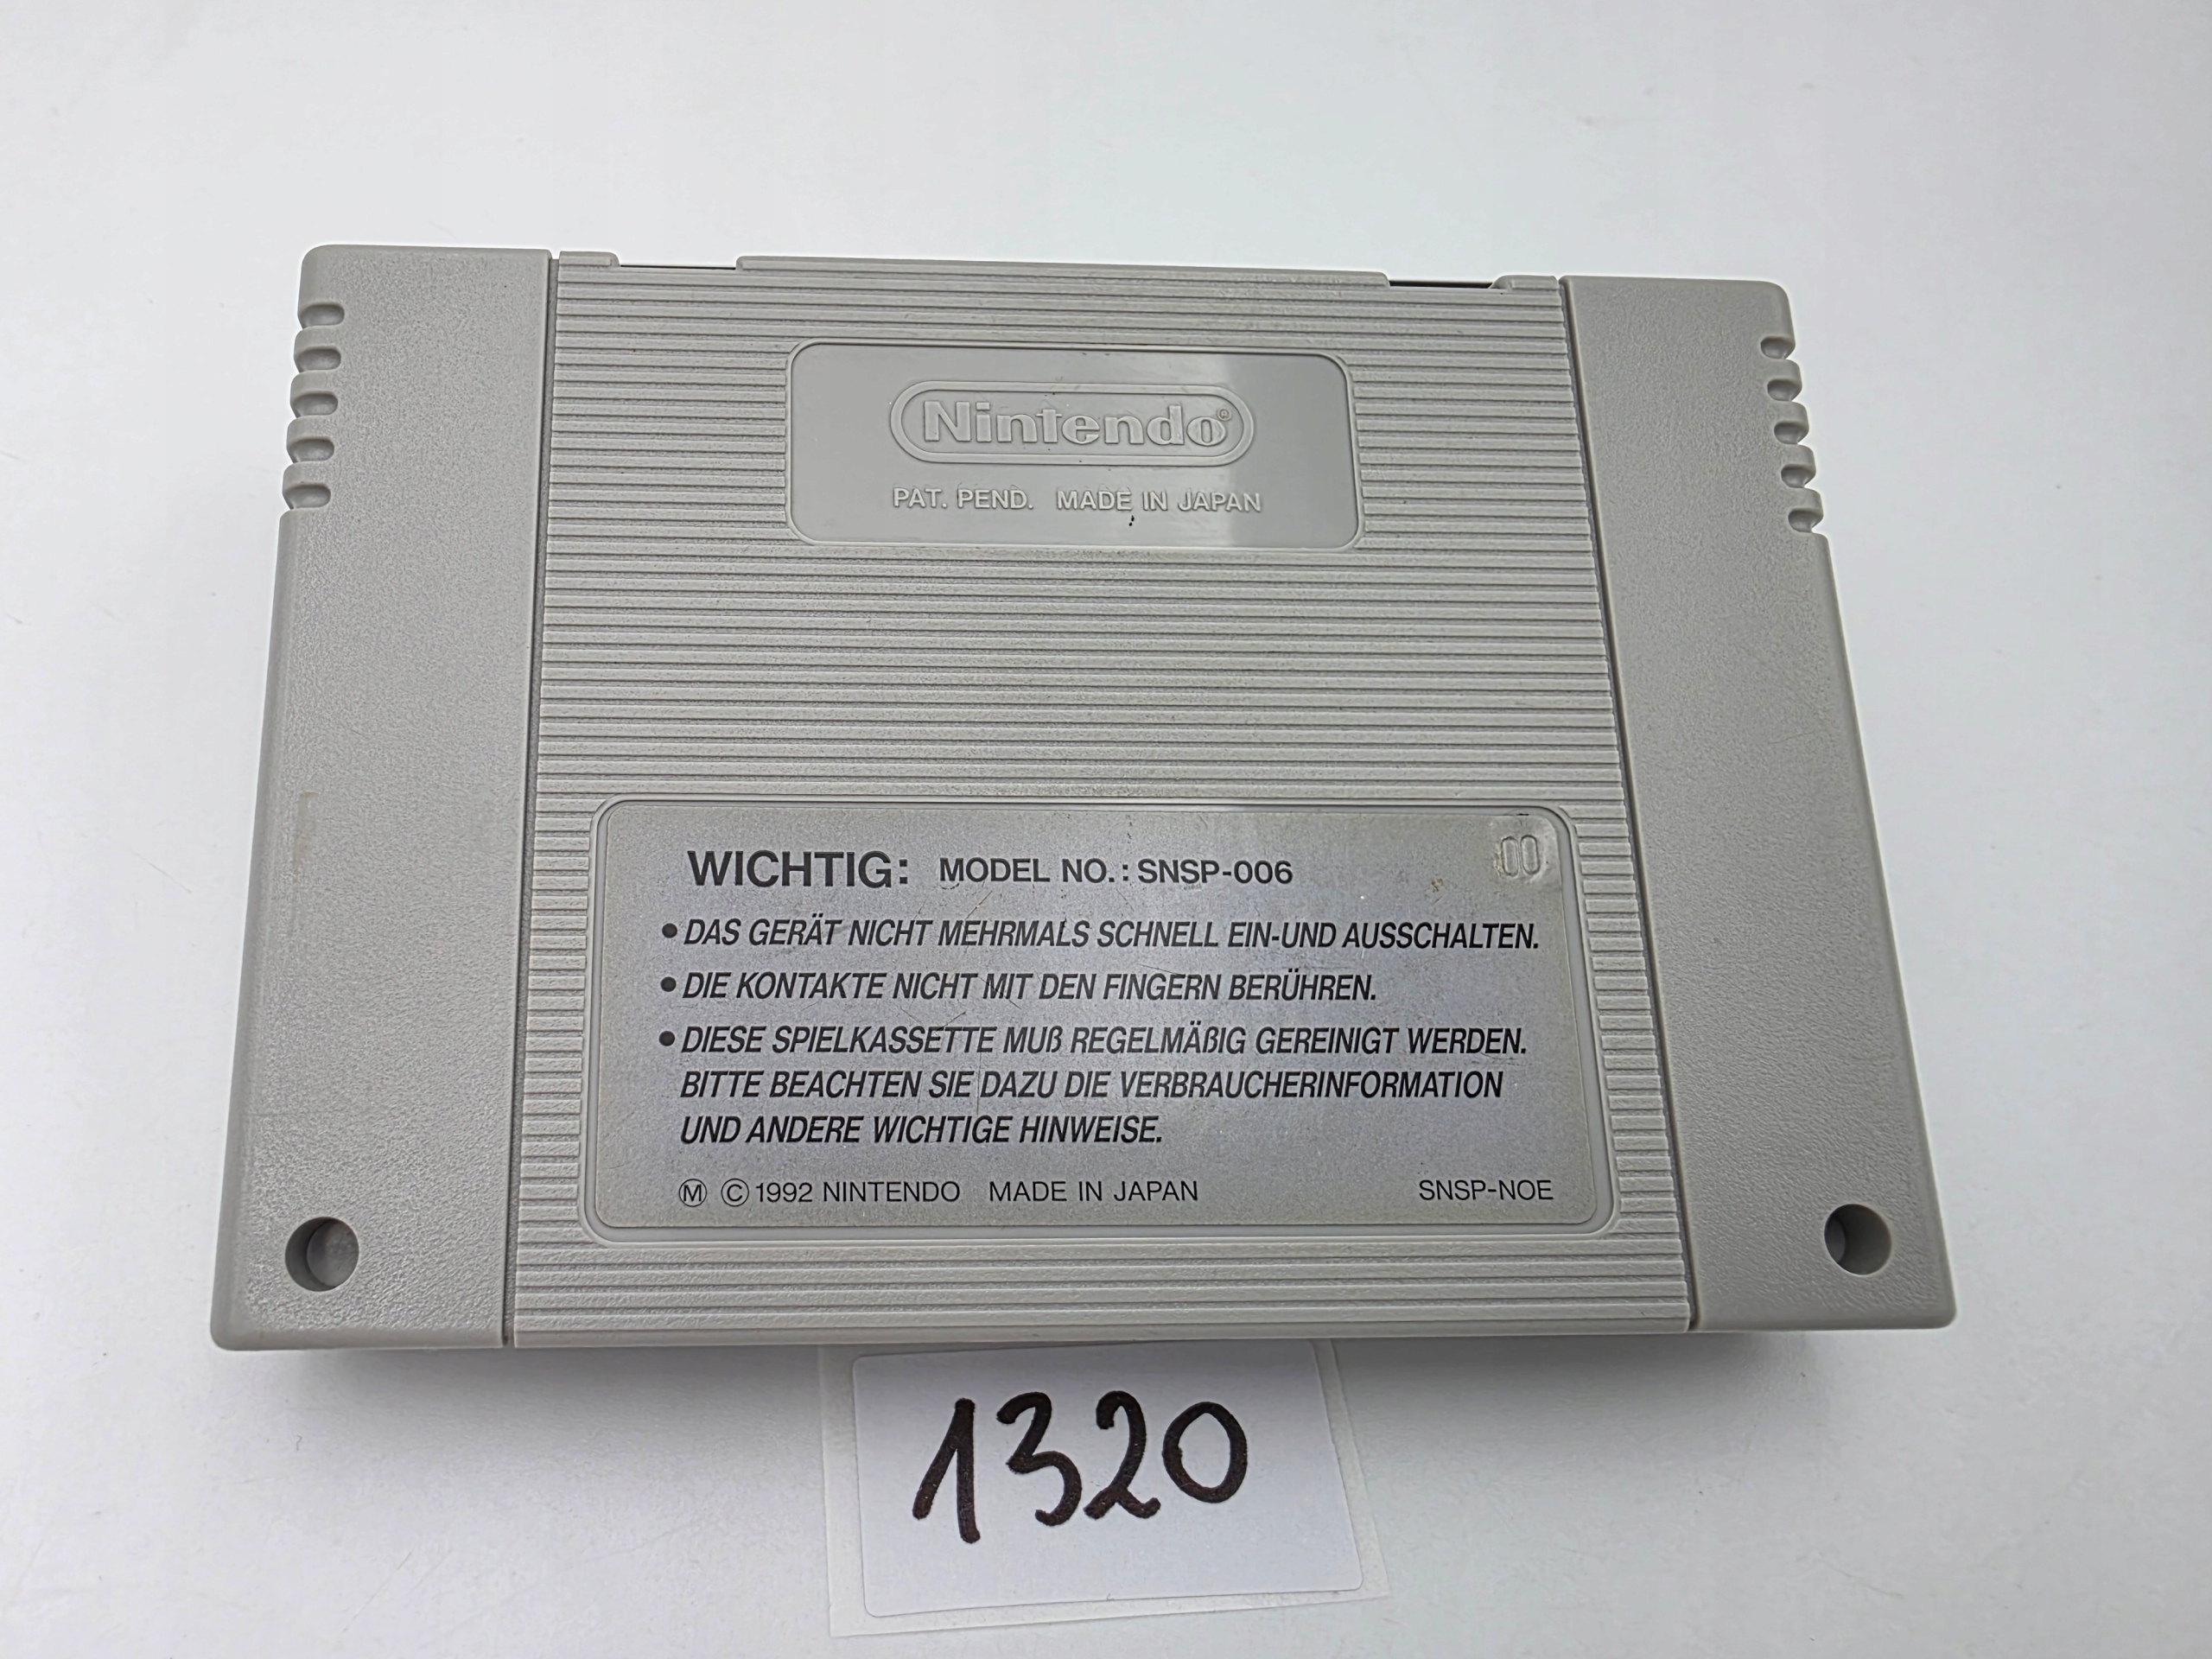 Nintendo®
PAT. PEND. MADE IN JAPAN
00
WICHTIG: MODEL NO.: SNSP-006
• DAS GERÄT NICHT MEHRMALS SCHNELL EIN-UND AUSSCHALTEN.
• DIE KONTAKTE NICHT MIT DEN FINGERN BERÜHREN.
• DIESE SPIELKASSETTE MUß REGELMÄßIG GEREINIGT WERDEN.
BITTE BEACHTEN SIE DAZU DIE VERBRAUCHERINFORMATION
UND ANDERE WICHTIGE HINWEISE.
Ⓜ © 1992 NINTENDO MADE IN JAPAN SNSP-NOE
1320